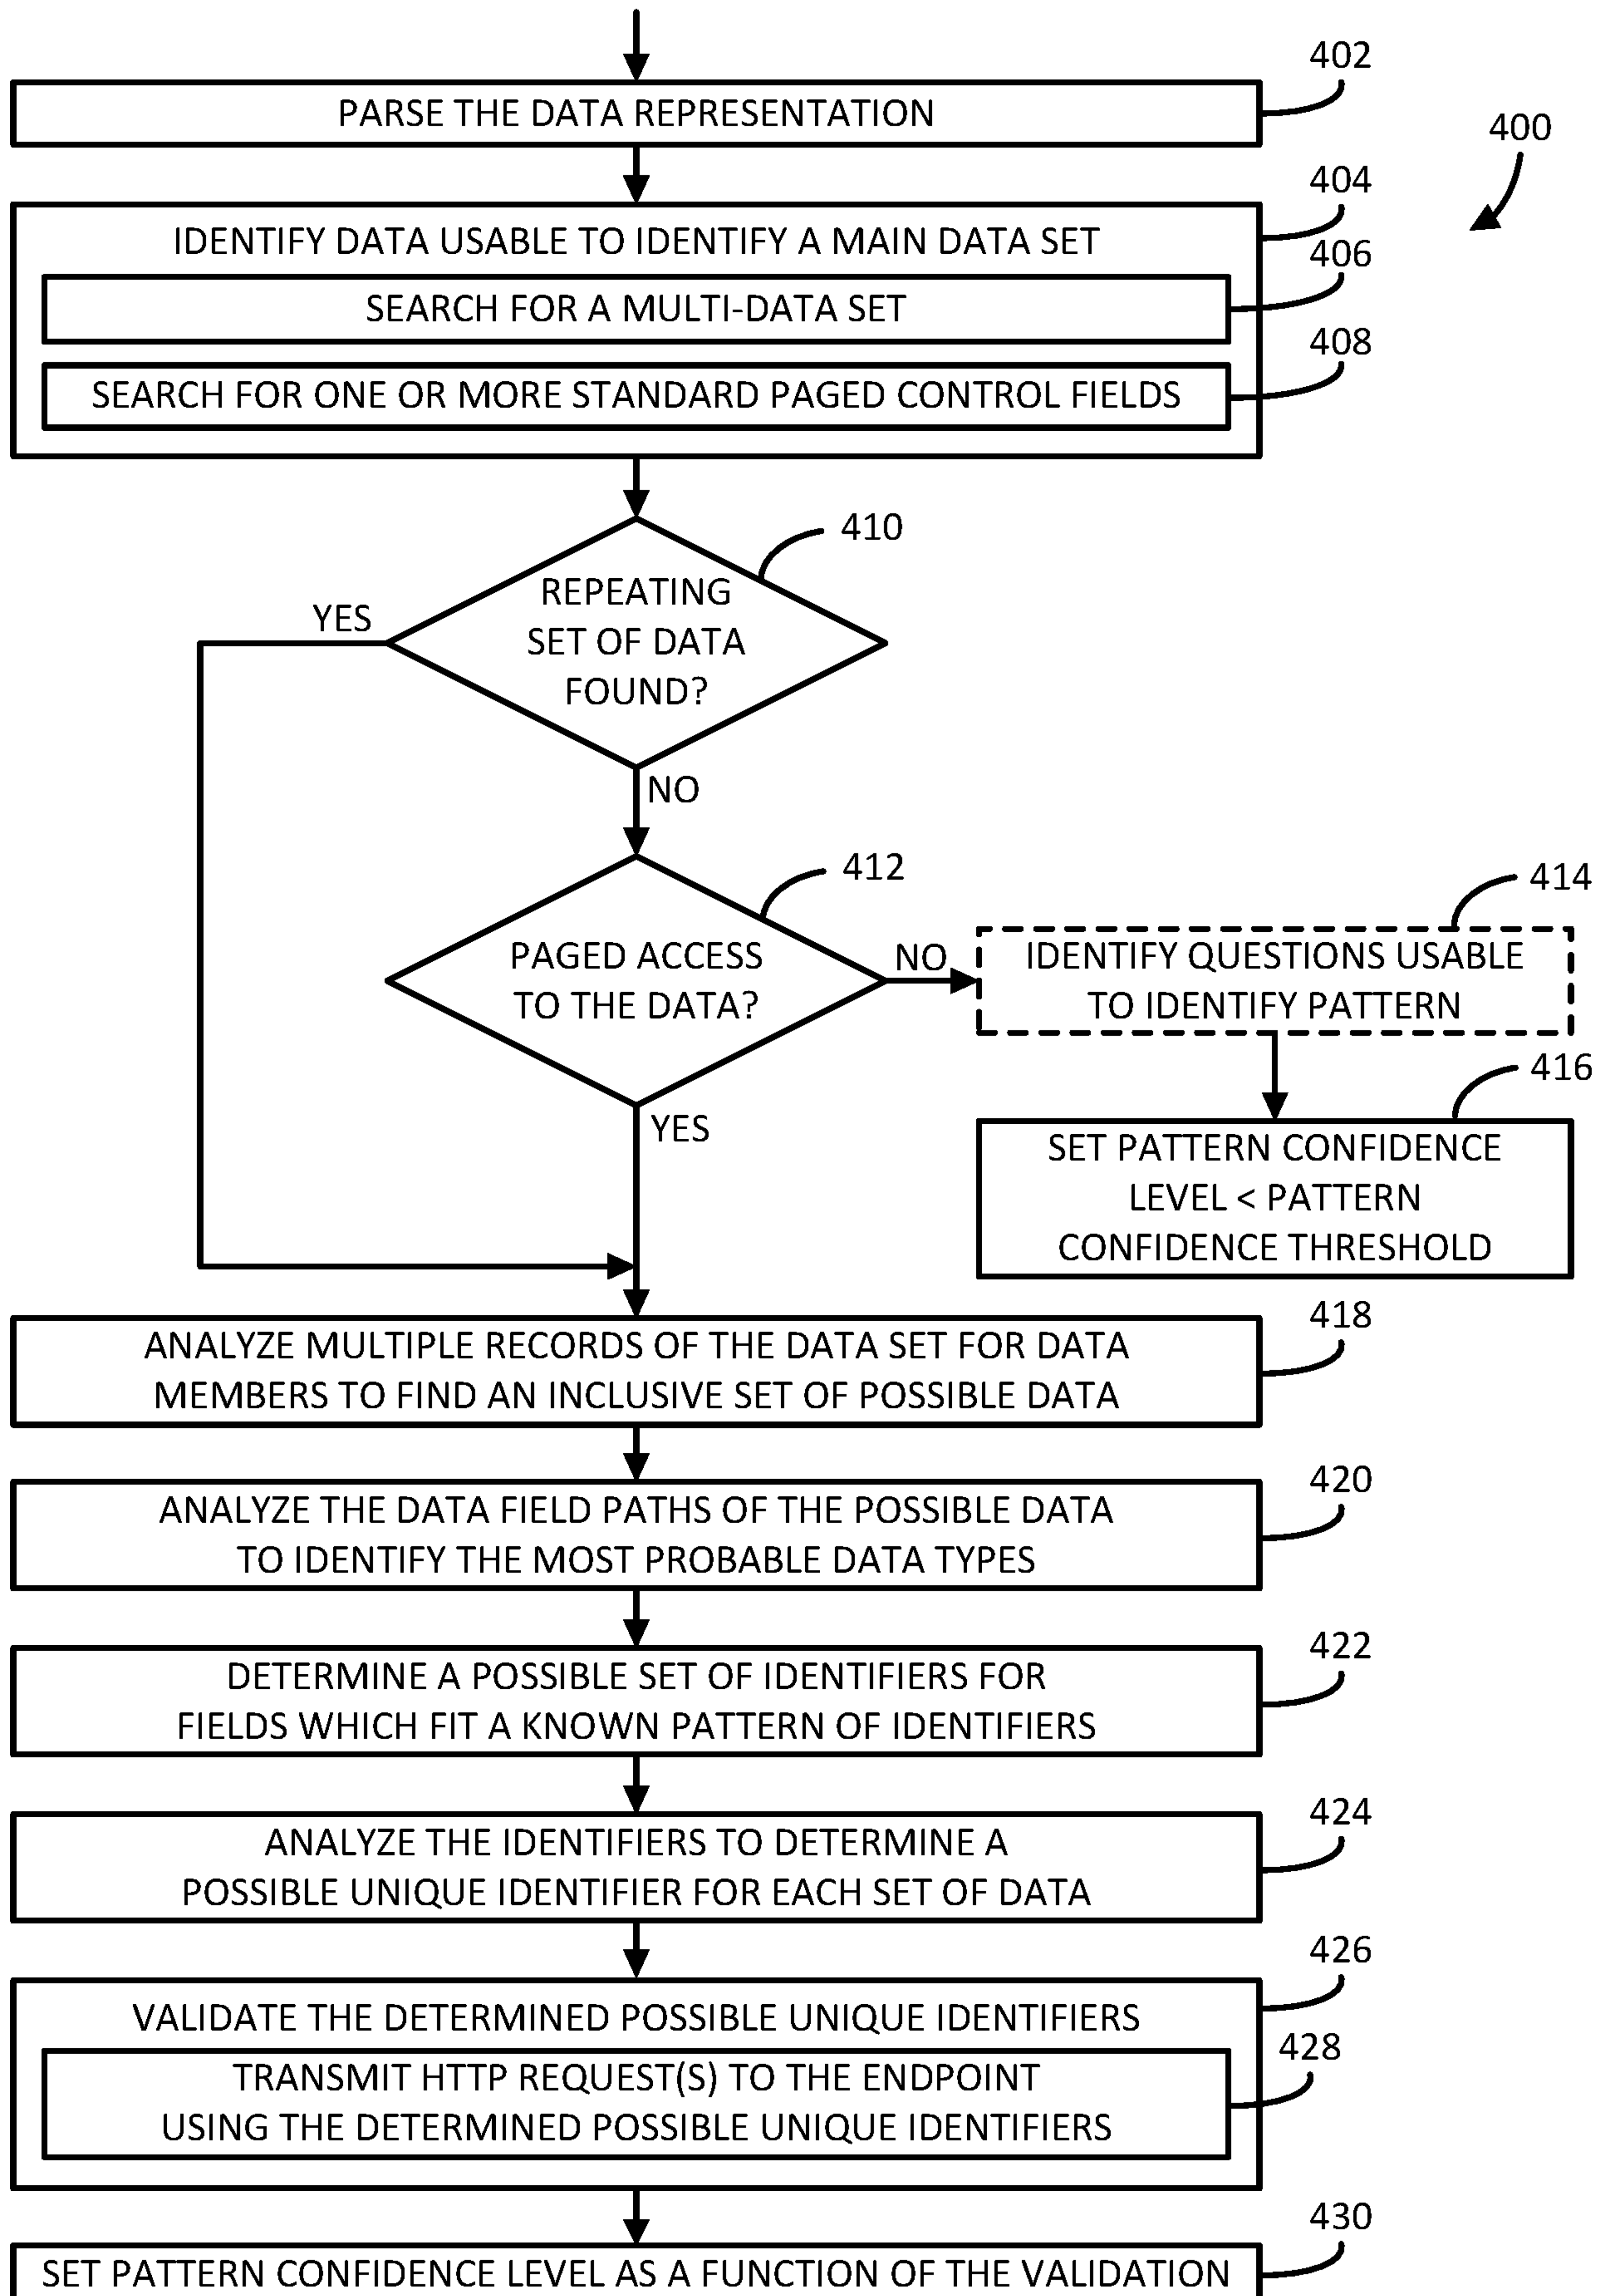 402
PARSE THE DATA REPRESENTATION
400
404
IDENTIFY DATA USABLE TO IDENTIFY A MAIN DATA SET
406
SEARCH FOR A MULTI-DATA SET
408
SEARCH FOR ONE OR MORE STANDARD PAGED CONTROL FIELDS
410
REPEATING
SET OF DATA
FOUND?
YES
NO
412
PAGED ACCESS
TO THE DATA?
NO
YES
414
IDENTIFY QUESTIONS USABLE
TO IDENTIFY PATTERN
416
SET PATTERN CONFIDENCE
LEVEL < PATTERN
CONFIDENCE THRESHOLD
418
ANALYZE MULTIPLE RECORDS OF THE DATA SET FOR DATA
MEMBERS TO FIND AN INCLUSIVE SET OF POSSIBLE DATA
420
ANALYZE THE DATA FIELD PATHS OF THE POSSIBLE DATA
TO IDENTIFY THE MOST PROBABLE DATA TYPES
422
DETERMINE A POSSIBLE SET OF IDENTIFIERS FOR
FIELDS WHICH FIT A KNOWN PATTERN OF IDENTIFIERS
424
ANALYZE THE IDENTIFIERS TO DETERMINE A
POSSIBLE UNIQUE IDENTIFIER FOR EACH SET OF DATA
426
VALIDATE THE DETERMINED POSSIBLE UNIQUE IDENTIFIERS
428
TRANSMIT HTTP REQUEST(S) TO THE ENDPOINT
USING THE DETERMINED POSSIBLE UNIQUE IDENTIFIERS
430
SET PATTERN CONFIDENCE LEVEL AS A FUNCTION OF THE VALIDATION